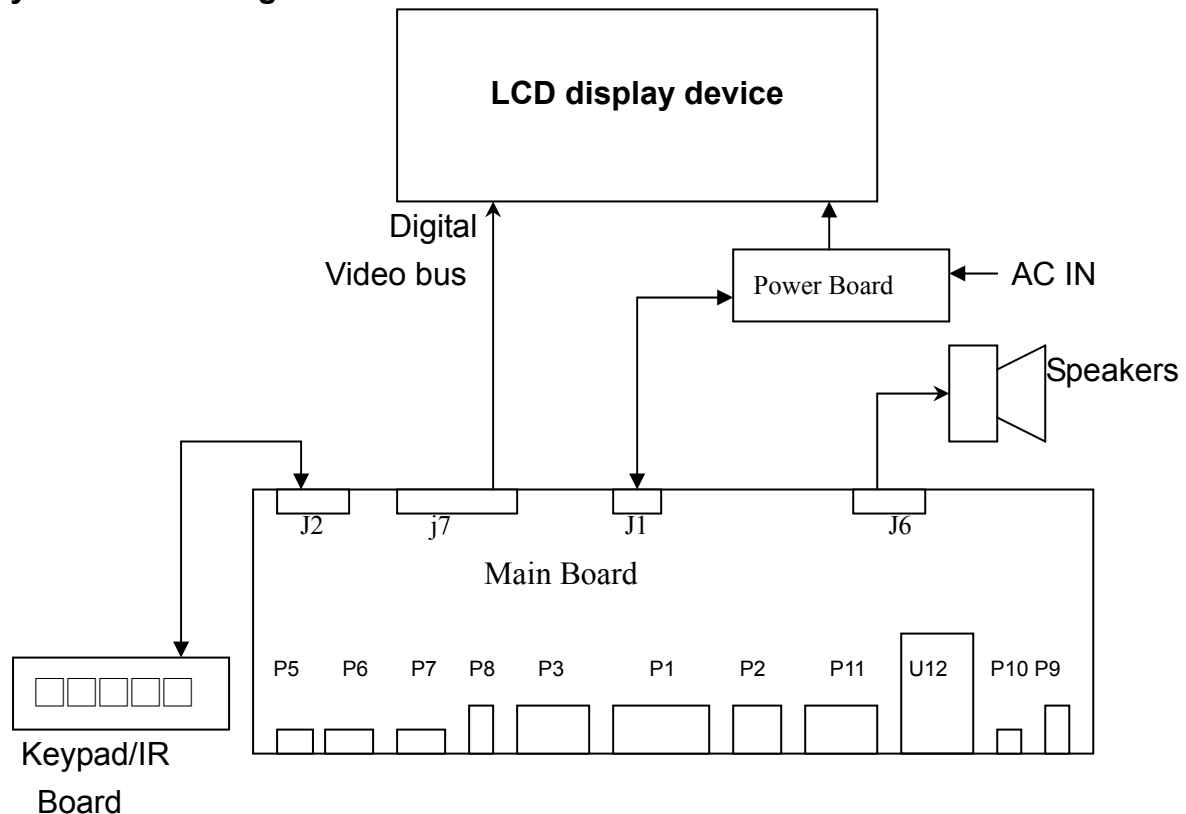 LCD display device
Digital
Video bus
Power Board
AC IN
Speakers
J2
j7
J1
J6
Main Board
P5
P6
P7
P8
P3
P1
P2
P11
U12
P10
P9
Keypad/IR
Board